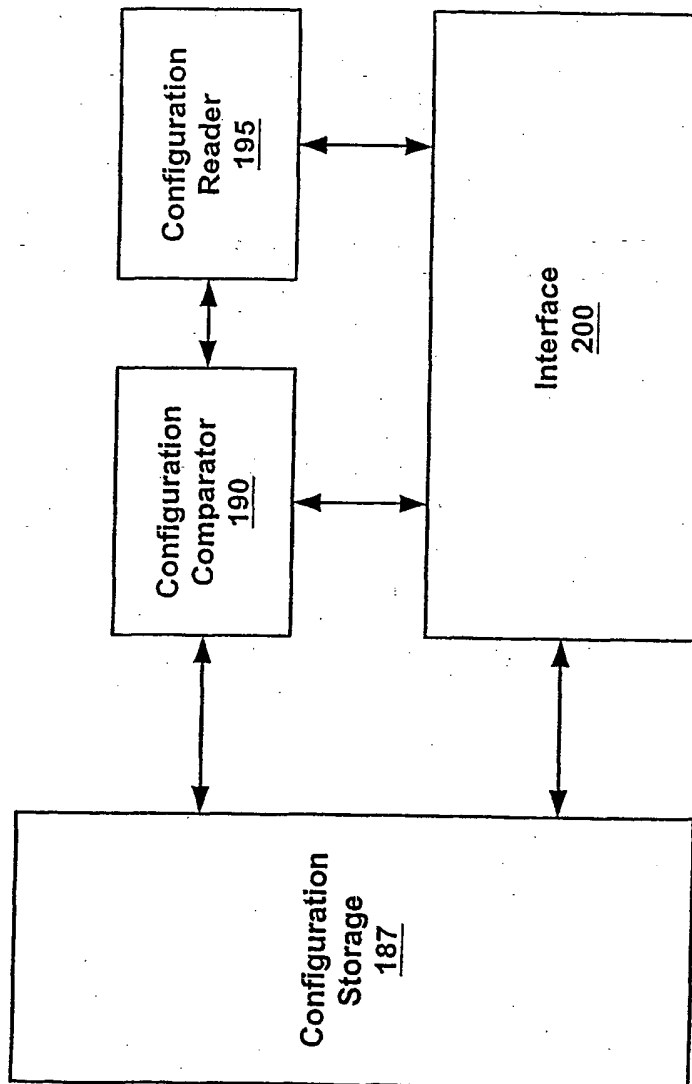 Configuration
Storage
187
Configuration
Comparator
190
Configuration
Reader
195
Interface
200